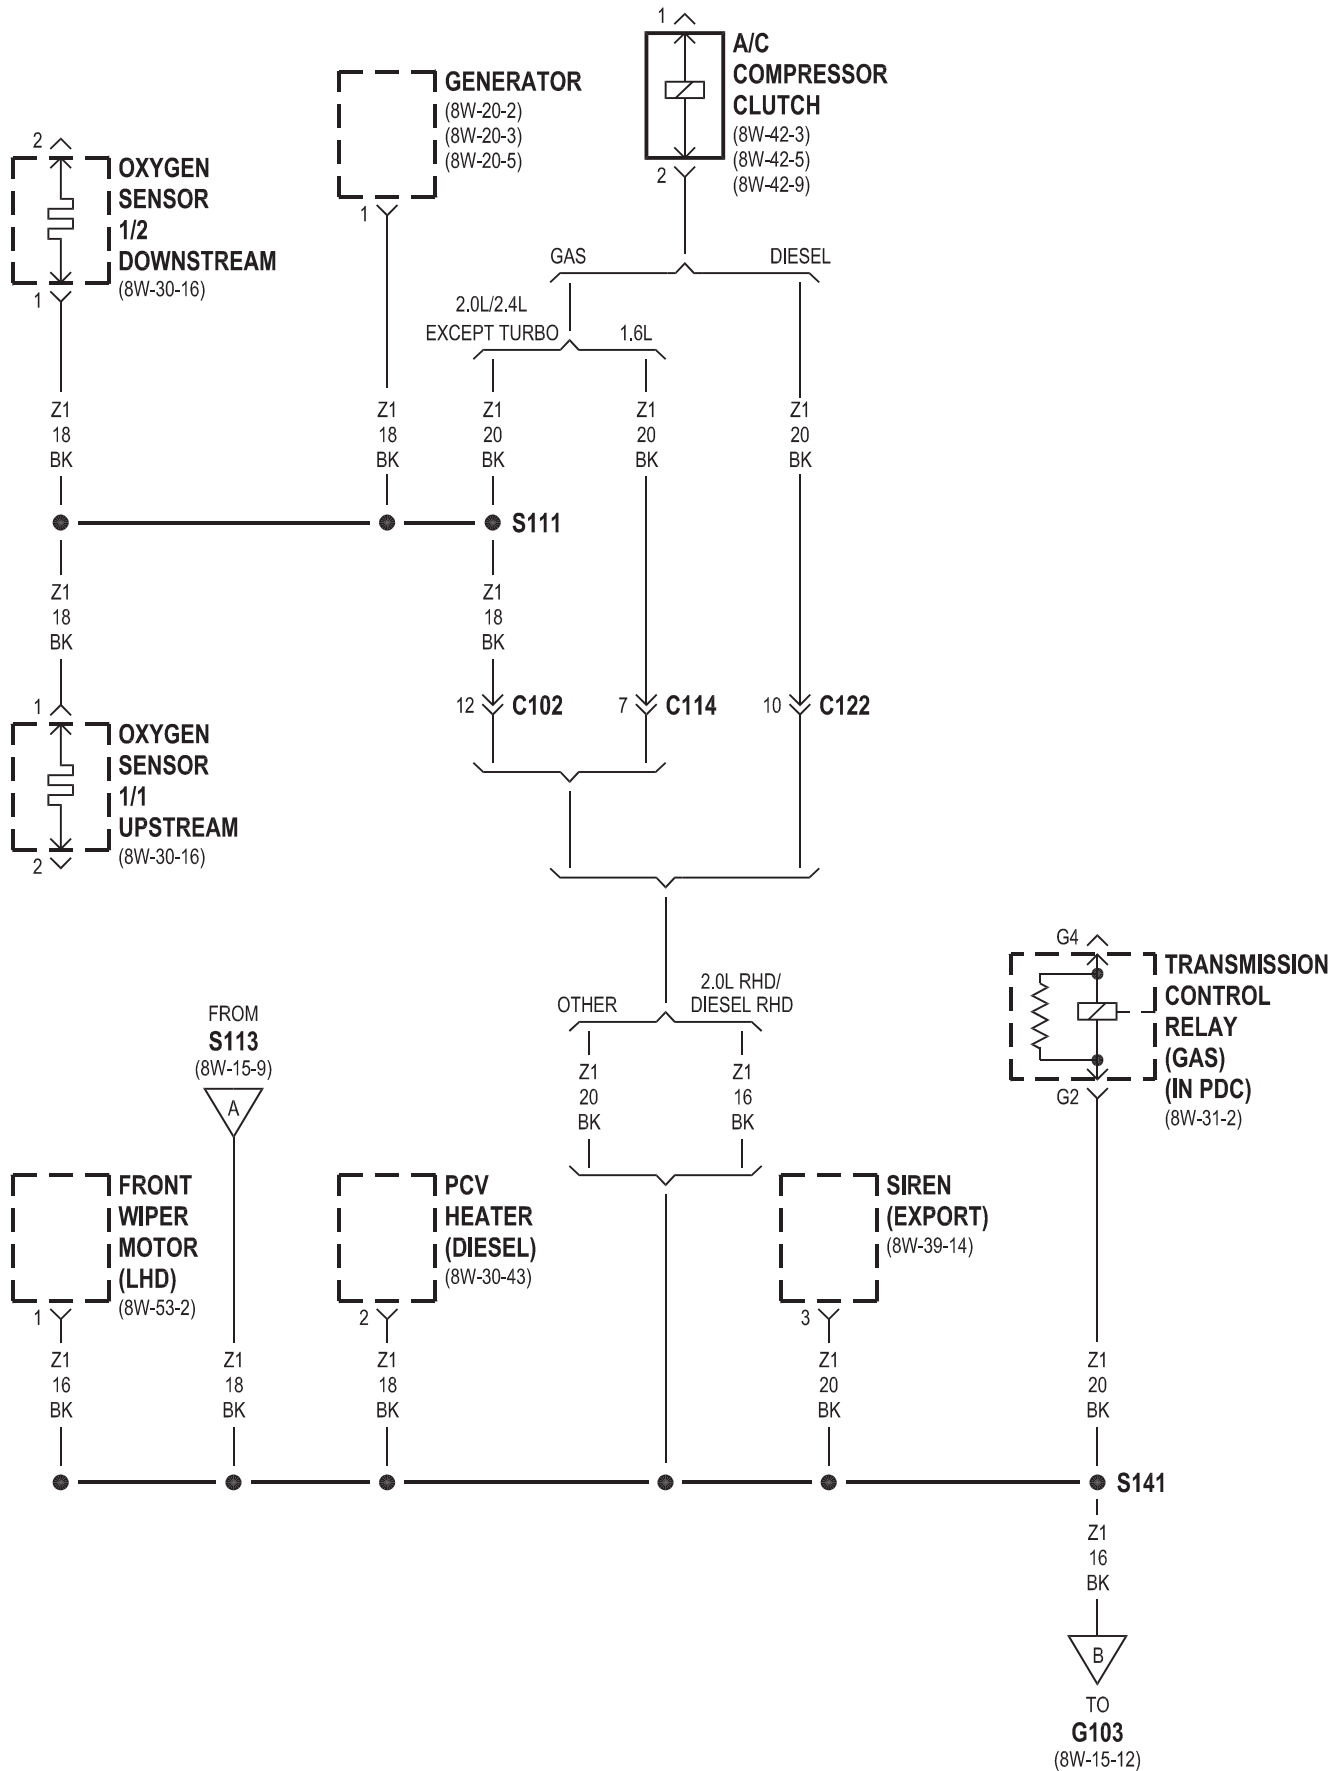 1
A/C
COMPRESSOR
CLUTCH
(8W-42-3)
(8W-42-5)
(8W-42-9)
2
GENERATOR
(8W-20-2)
(8W-20-3)
(8W-20-5)
1
2
OXYGEN
SENSOR
1/2
DOWNSTREAM
(8W-30-16)
1
GAS
DIESEL
2.0L/2.4L
EXCEPT TURBO
1.6L
Z1
18
BK
Z1
18
BK
Z1
20
BK
Z1
20
BK
Z1
20
BK
S111
Z1
18
BK
Z1
18
BK
12
C102
7
C114
10
C122
1
OXYGEN
SENSOR
1/1
UPSTREAM
(8W-30-16)
2
G4
TRANSMISSION
CONTROL
RELAY
(GAS)
(IN PDC)
(8W-31-2)
G2
OTHER
2.0L RHD/
DIESEL RHD
Z1
20
BK
Z1
16
BK
FROM
S113
(8W-15-9)
A
FRONT
WIPER
MOTOR
(LHD)
(8W-53-2)
1
PCV
HEATER
(DIESEL)
(8W-30-43)
2
SIREN
(EXPORT)
(8W-39-14)
3
Z1
16
BK
Z1
18
BK
Z1
18
BK
Z1
20
BK
Z1
20
BK
S141
Z1
16
BK
B
TO
G103
(8W-15-12)